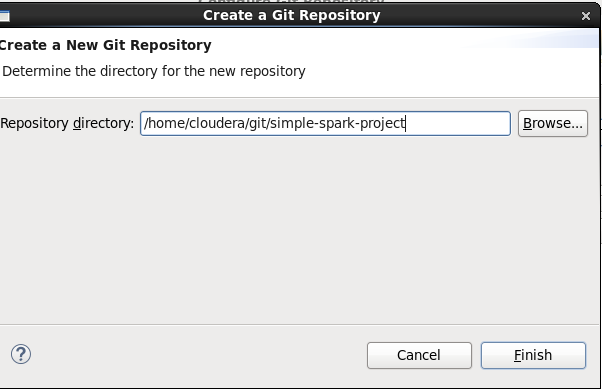 Create a Git Repository
Create a New Git Repository
Determine the directory for the new repository
Repository directory: /home/cloudera/git/simple-spark-project Browse...
Cancel Finish